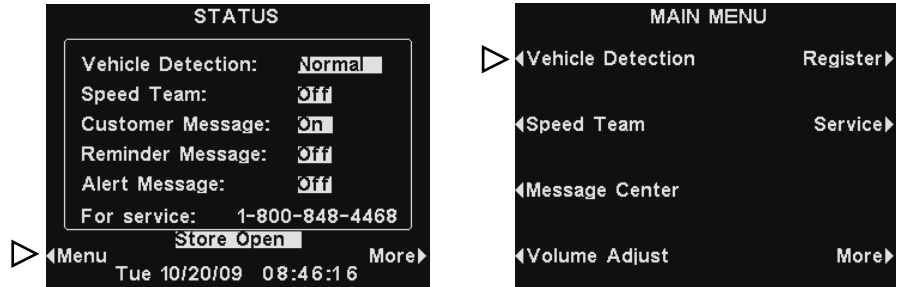 STATUS
Vehicle Detection: Normal
Speed Team: Off
Customer Message: On
Reminder Message: Off
Alert Message: Off
For service: 1-800-848-4468
Store Open
Menu More
Tue 10/20/09 08:46:16
MAIN MENU
Vehicle Detection Register
Speed Team Service
Message Center
Volume Adjust More